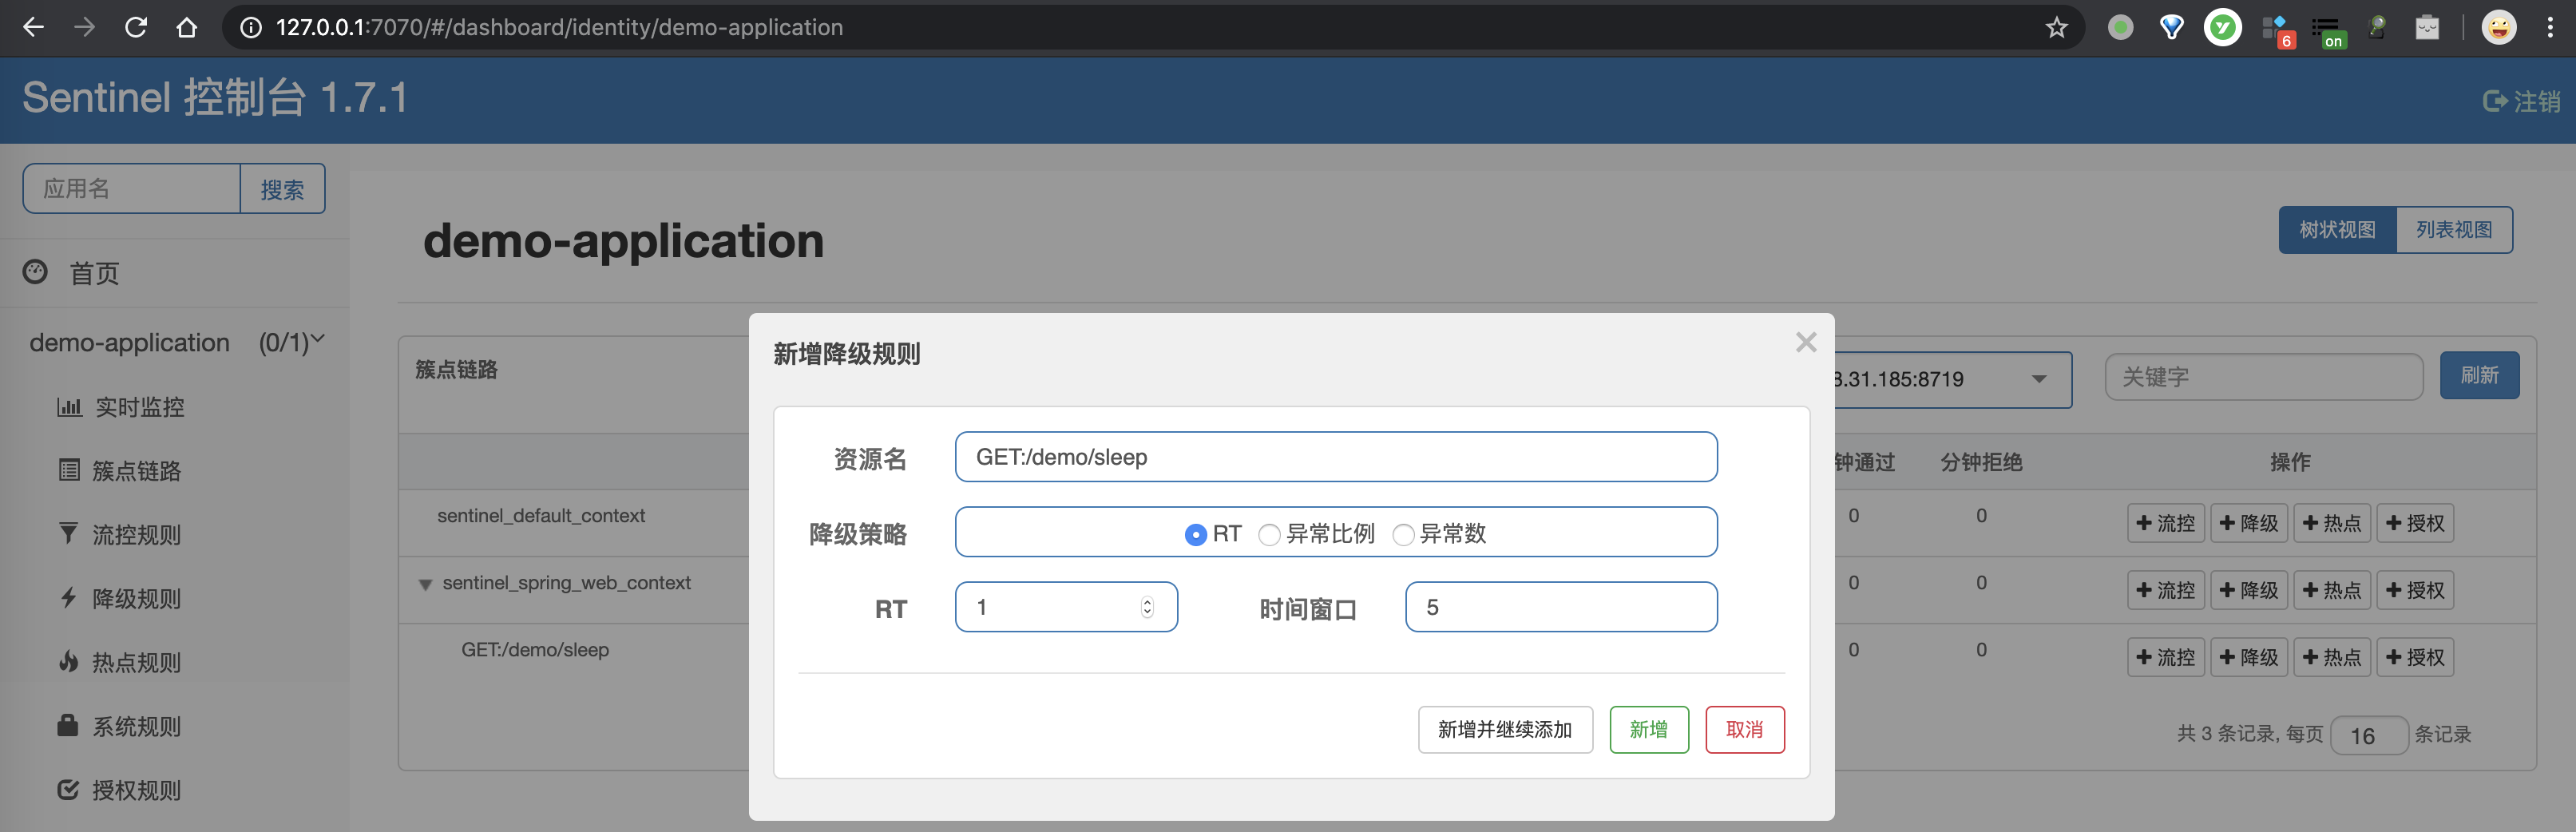 127.0.0.1:7070/#/dashboard/identity/demo-application
6
on
Sentinel 控制台 1.7.1
注销
应用名
搜索
首页
demo-application (0/1)
实时监控
簇点链路
流控规则
降级规则
热点规则
系统规则
授权规则
demo-application
树状视图
列表视图
簇点链路
3.31.185:8719
关键字
刷新
钟通过
分钟拒绝
操作
sentinel_default_context
0
0
流控
降级
热点
授权
sentinel_spring_web_context
0
0
流控
降级
热点
授权
GET:/demo/sleep
0
0
流控
降级
热点
授权
共 3 条记录, 每页 16 条记录
新增降级规则
资源名
GET:/demo/sleep
降级策略
RT
异常比例
异常数
RT
1
时间窗口
5
新增并继续添加
新增
取消